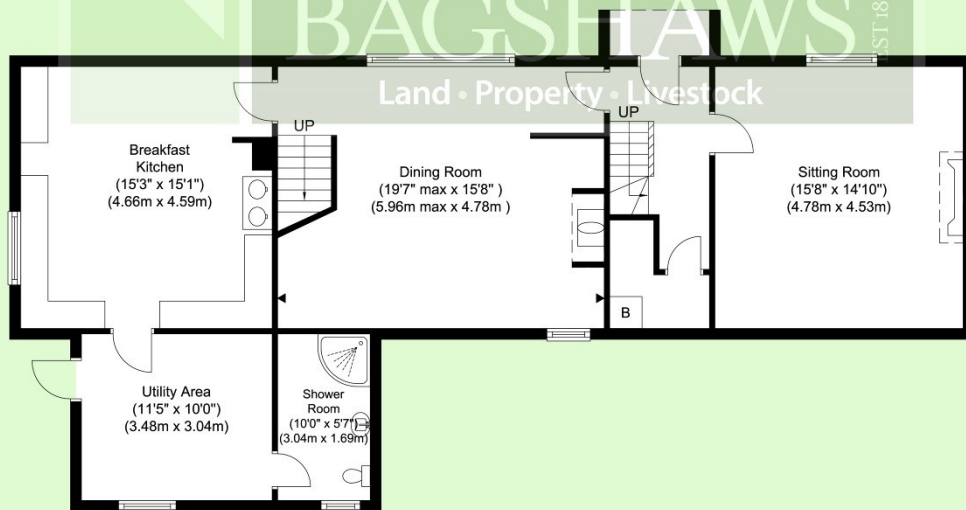 BAGSHAWS
EST 18
Land · Property · Livestock
UP
UP
Breakfast
Kitchen
(15'3" x 15'1")
(4.66m x 4.59m)
Dining Room
(19'7" max x 15'8" )
(5.96m max x 4.78m )
Sitting Room
(15'8" x 14'10")
(4.78m x 4.53m)
B
Utility Area
(11'5" x 10'0")
(3.48m x 3.04m)
Shower
Room
(10'0" x 5'7")
(3.04m x 1.69m)